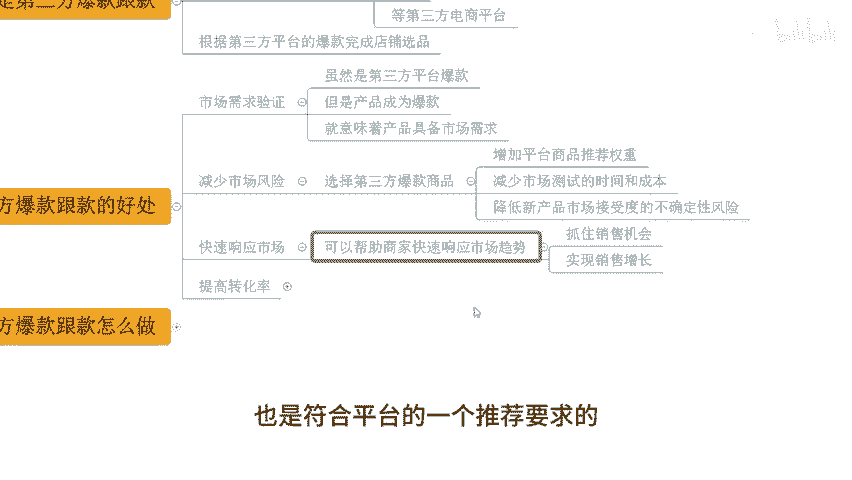 是第三方爆款跟款
等第三方电商平台
根据第三方平台的爆款完成店铺选品
虽然是第三方平台爆款
市场需求验证
但是产品成为爆款
就意味着产品具备市场需求
增加平台商品推荐权重
减少市场风险
选择第三方爆款商品
减少市场测试的时间和成本
降低新产品市场接受度的不确定性风险
方爆款跟款的好处
抓住销售机会
快速响应市场
可以帮助商家快速响应市场趋势
实现销售增长
提高转化率
方爆款跟款怎么做
也是符合平台的一个推荐要求的